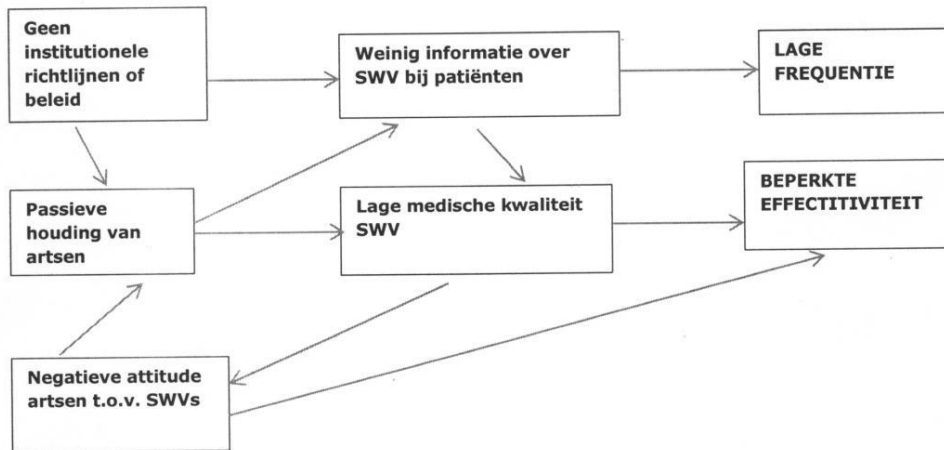 Geen
institutionele
richtlijnen of
beleid
Weinig informatie over
SWV bij patiënten
LAGE
FREQUENTIE
Passieve
houding van
artsen
Lage medische kwaliteit
SWV
BEPERKTE
EFFECTITIVITEIT
Negatieve attitude
artsen t.o.v. SWVs